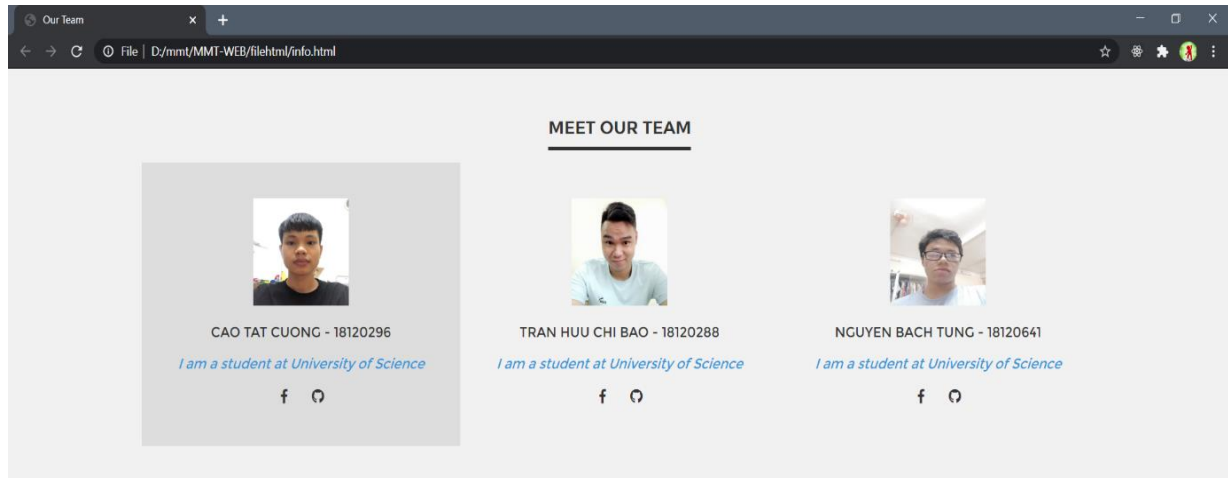 Our Team
File | D:/mmt/MMT-WEB/filehtml/info.html
MEET OUR TEAM
CAO TAT CUONG - 18120296
I am a student at University of Science
TRAN HUU CHI BAO - 18120288
I am a student at University of Science
NGUYEN BACH TUNG - 18120641
I am a student at University of Science